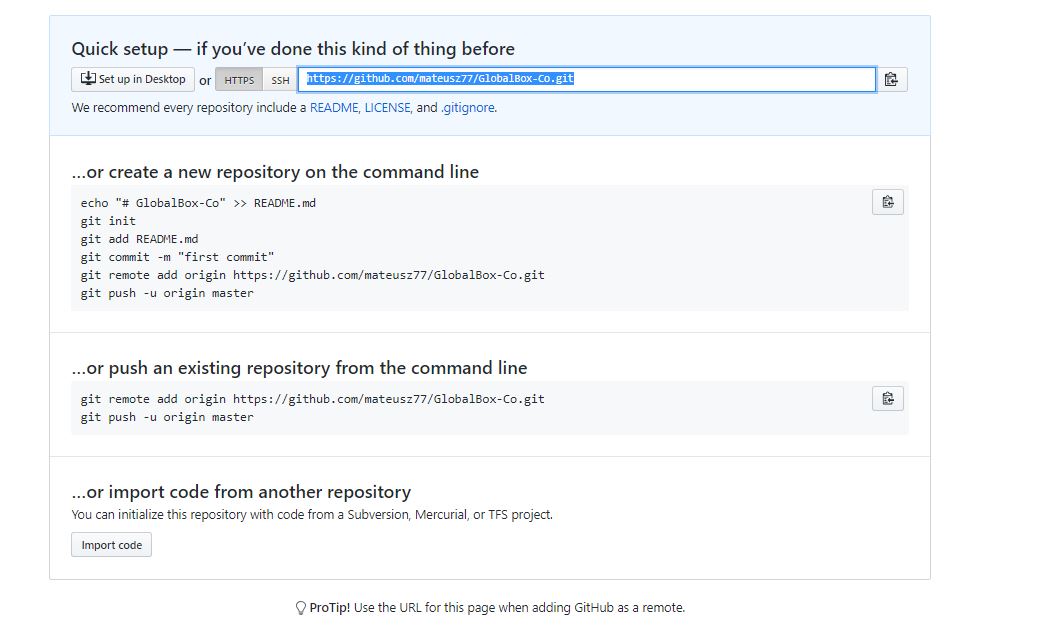 Quick setup — if you’ve done this kind of thing before
Set up in Desktop or HTTPS SSH https://github.com/mateusz77/GlobalBox-Co.git
We recommend every repository include a README, LICENSE, and .gitignore.
…or create a new repository on the command line
echo "# GlobalBox-Co" >> README.md
git init
git add README.md
git commit -m "first commit"
git remote add origin https://github.com/mateusz77/GlobalBox-Co.git
git push -u origin master
…or push an existing repository from the command line
git remote add origin https://github.com/mateusz77/GlobalBox-Co.git
git push -u origin master
…or import code from another repository
You can initialize this repository with code from a Subversion, Mercurial, or TFS project.
Import code
ProTip! Use the URL for this page when adding GitHub as a remote.